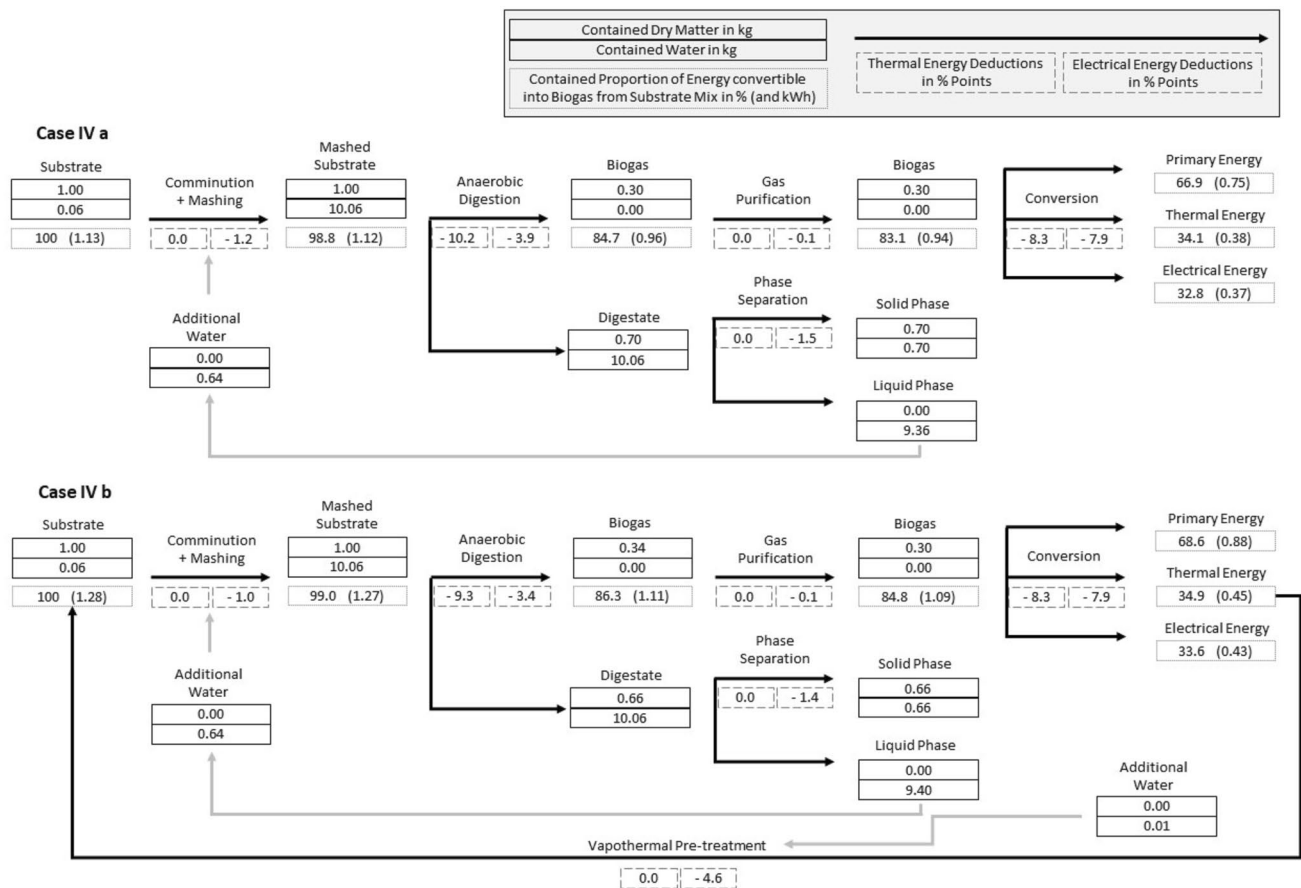 Contained Dry Matter in kg
Contained Water in kg
Contained Proportion of Energy convertible
into Biogas from Substrate Mix in % (and kWh)
Thermal Energy Deductions
in % Points
Electrical Energy Deductions
in % Points
Case IV a
Substrate
1.00
0.06
100 (1.13)
Comminution
+ Mashing
0.0 - 1.2
Mashed
Substrate
1.00
10.06
98.8 (1.12)
Anaerobic
Digestion
- 10.2 - 3.9
Biogas
0.30
0.00
84.7 (0.96)
Gas
Purification
0.0 - 0.1
Biogas
0.30
0.00
83.1 (0.94)
Conversion
- 8.3 - 7.9
Primary Energy
66.9 (0.75)
Thermal Energy
34.1 (0.38)
Electrical Energy
32.8 (0.37)
Additional
Water
0.00
0.64
Digestate
0.70
10.06
Phase
Separation
0.0 - 1.5
Solid Phase
0.70
0.70
Liquid Phase
0.00
9.36
Case IV b
Substrate
1.00
0.06
100 (1.28)
Comminution
+ Mashing
0.0 - 1.0
Mashed
Substrate
1.00
10.06
99.0 (1.27)
Anaerobic
Digestion
- 9.3 - 3.4
Biogas
0.34
0.00
86.3 (1.11)
Gas
Purification
0.0 - 0.1
Biogas
0.30
0.00
84.8 (1.09)
Conversion
- 8.3 - 7.9
Primary Energy
68.6 (0.88)
Thermal Energy
34.9 (0.45)
Electrical Energy
33.6 (0.43)
Additional
Water
0.00
0.64
Digestate
0.66
10.06
Phase
Separation
0.0 - 1.4
Solid Phase
0.66
0.66
Liquid Phase
0.00
9.40
Additional
Water
0.00
0.01
Vapothermal Pre-treatment
0.0 - 4.6